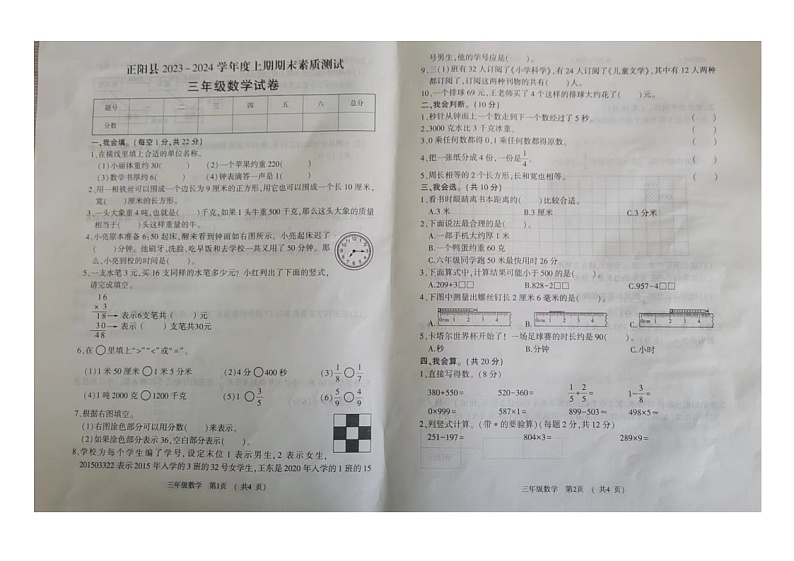 正阳县2023~2024学年度上期期末素质测试
三年级数学试卷
题号 一 二 三 四 五 六 总分
分数
一、我会填。(每空1分,共22分)
1.在横线里填上合适的单位名称。
(1)小丽体重约30( ) (2)一个苹果约重220( )
(3)数学书厚约6( ) (4)钟表滴答一声是1( )
2.用一根铁丝可以围成一个边长为9厘米的正方形,用它也可以围成一个长10厘米,
宽( )厘米的长方形。
3.一头大象重4吨,也就是( )千克,如果1头牛重500千克,那么这头大象的质量
相当于( )头这样重量的牛。
4.小亮原本准备6:50起床,醒来看到钟面如右图所示。小亮起床迟了
( )分钟。他刷牙、洗脸、吃早饭和去学校一共又用了50分钟。那
么,小亮到校的时间是( )。
5.一支水笔3元,买16支同样的水笔多少元?小红列出了下面的竖式,
请完成填空。
16
× 3
18→表示6支笔共( )元
30→表示( )支笔共30元
48
6.在○里填上“>”“<”或“=”。
(1)1米50厘米○1米5分米 (2)4分○400秒 (3)1/8○1/7
(4)1吨2000克○1200千克 (5)1○3/5 (6)5/9○4/9
7.根据右图填空。
(1)右图涂色部分可以用分数( )来表示。
(2)如果涂色部分表示36,空白部分表示( )。
8.学校为每个学生编了学号,设定末位1表示男生,2表示女生,
201503322表示2015年入学的3班的32号女学生,王东是2020年入学的1班的15
三年级数学 第1页 (共4页)
号男生,他的学号应是( )。
9.三(1)班有32人订阅了《小学科学》,有24人订阅了《儿童文学》,其中有12人两种
都订阅了,订阅这两种刊物的共有( )人。
10.一个排球69元,王老师买了4个这样的排球大约花了( )元。
二、我会判断。(10分)
1.秒针从钟面上一个数走到下一个数经过了5秒。 ( )
2.3000克水比3千克冰重。 ( )
3.0乘任何数都得0,1乘任何数都得原数。 ( )
4.把一张纸分成4份,一份是1/4。 ( )
5.周长相等的2个长方形,长和宽也相等。 ( )
三、我会选。(共10分)
1.看书时眼睛离书本距离约( )比较适合。
A.3米 B.3厘米 C.3分米
2.下面说法最合理的是( )。
A.一部手机大约厚1米
B.一个鸭蛋约重60克
C.六年级同学跑50米最快用时26分
3.下面算式中,计算结果可能小于500的是( )。
A.209+3□□ B.828-2□□ C.957-4□□
4.下图中测量出螺丝钉长2厘米6毫米的是( )。
A. B. C.
5.卡塔尔世界杯开始了!一场足球赛的时长约是90( )。
A.秒 B.分钟 C.小时
四、我会算。(共20分)
1.直接写得数。(8分)
380+550= 520-360= 1/5+2/5= 1-3/8=
0×999= 587×1= 899-503≈ 498×5≈
2.列竖式计算。(带*的要验算)(每题2分,共12分)
251-197= 804×3= 289×9=
三年级数学 第2页 (共4页)